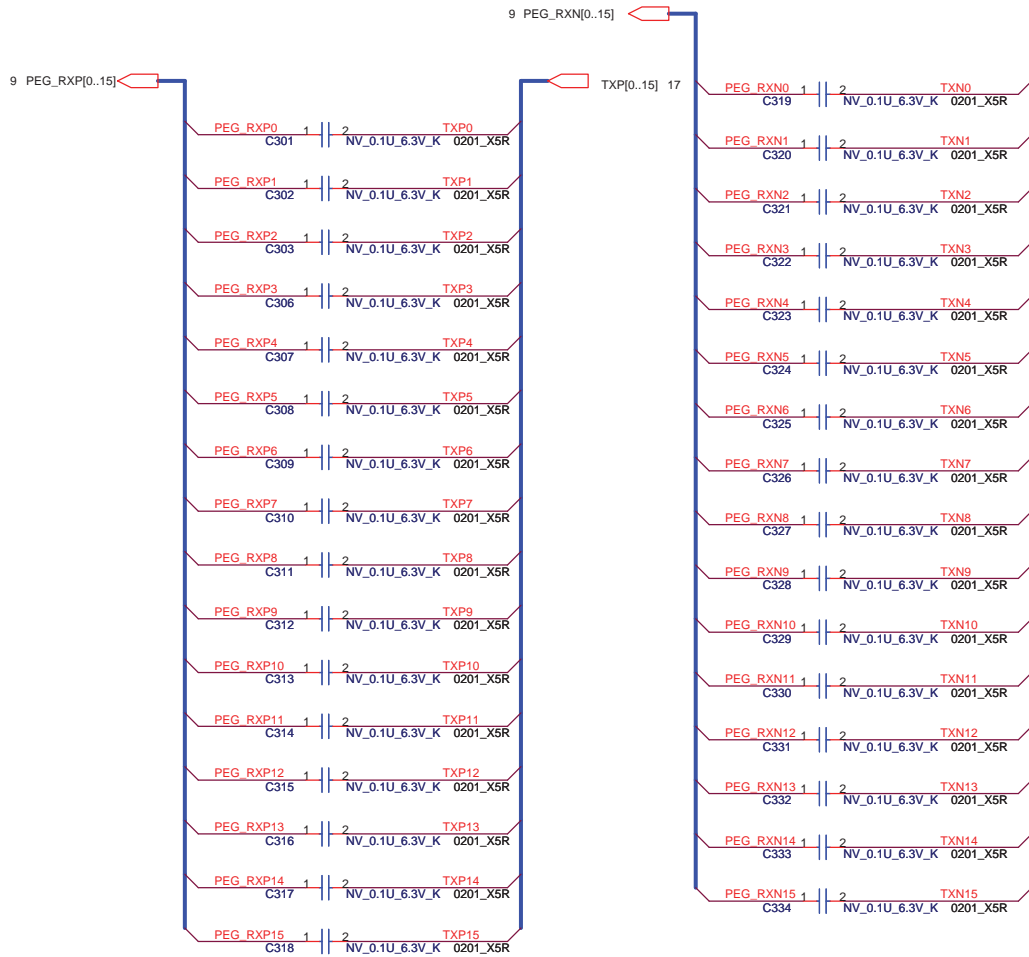 9 PEG_RXN[0..15]
9 PEG_RXP[0..15]
TXP[0..15] 17
PEG_RXP0 1 2 TXP0
C301 NV_0.1U_6.3V_K 0201_X5R
PEG_RXP1 1 2 TXP1
C302 NV_0.1U_6.3V_K 0201_X5R
PEG_RXP2 1 2 TXP2
C303 NV_0.1U_6.3V_K 0201_X5R
PEG_RXP3 1 2 TXP3
C306 NV_0.1U_6.3V_K 0201_X5R
PEG_RXP4 1 2 TXP4
C307 NV_0.1U_6.3V_K 0201_X5R
PEG_RXP5 1 2 TXP5
C308 NV_0.1U_6.3V_K 0201_X5R
PEG_RXP6 1 2 TXP6
C309 NV_0.1U_6.3V_K 0201_X5R
PEG_RXP7 1 2 TXP7
C310 NV_0.1U_6.3V_K 0201_X5R
PEG_RXP8 1 2 TXP8
C311 NV_0.1U_6.3V_K 0201_X5R
PEG_RXP9 1 2 TXP9
C312 NV_0.1U_6.3V_K 0201_X5R
PEG_RXP10 1 2 TXP10
C313 NV_0.1U_6.3V_K 0201_X5R
PEG_RXP11 1 2 TXP11
C314 NV_0.1U_6.3V_K 0201_X5R
PEG_RXP12 1 2 TXP12
C315 NV_0.1U_6.3V_K 0201_X5R
PEG_RXP13 1 2 TXP13
C316 NV_0.1U_6.3V_K 0201_X5R
PEG_RXP14 1 2 TXP14
C317 NV_0.1U_6.3V_K 0201_X5R
PEG_RXP15 1 2 TXP15
C318 NV_0.1U_6.3V_K 0201_X5R
PEG_RXN0 1 2 TXN0
C319 NV_0.1U_6.3V_K 0201_X5R
PEG_RXN1 1 2 TXN1
C320 NV_0.1U_6.3V_K 0201_X5R
PEG_RXN2 1 2 TXN2
C321 NV_0.1U_6.3V_K 0201_X5R
PEG_RXN3 1 2 TXN3
C322 NV_0.1U_6.3V_K 0201_X5R
PEG_RXN4 1 2 TXN4
C323 NV_0.1U_6.3V_K 0201_X5R
PEG_RXN5 1 2 TXN5
C324 NV_0.1U_6.3V_K 0201_X5R
PEG_RXN6 1 2 TXN6
C325 NV_0.1U_6.3V_K 0201_X5R
PEG_RXN7 1 2 TXN7
C326 NV_0.1U_6.3V_K 0201_X5R
PEG_RXN8 1 2 TXN8
C327 NV_0.1U_6.3V_K 0201_X5R
PEG_RXN9 1 2 TXN9
C328 NV_0.1U_6.3V_K 0201_X5R
PEG_RXN10 1 2 TXN10
C329 NV_0.1U_6.3V_K 0201_X5R
PEG_RXN11 1 2 TXN11
C330 NV_0.1U_6.3V_K 0201_X5R
PEG_RXN12 1 2 TXN12
C331 NV_0.1U_6.3V_K 0201_X5R
PEG_RXN13 1 2 TXN13
C332 NV_0.1U_6.3V_K 0201_X5R
PEG_RXN14 1 2 TXN14
C333 NV_0.1U_6.3V_K 0201_X5R
PEG_RXN15 1 2 TXN15
C334 NV_0.1U_6.3V_K 0201_X5R